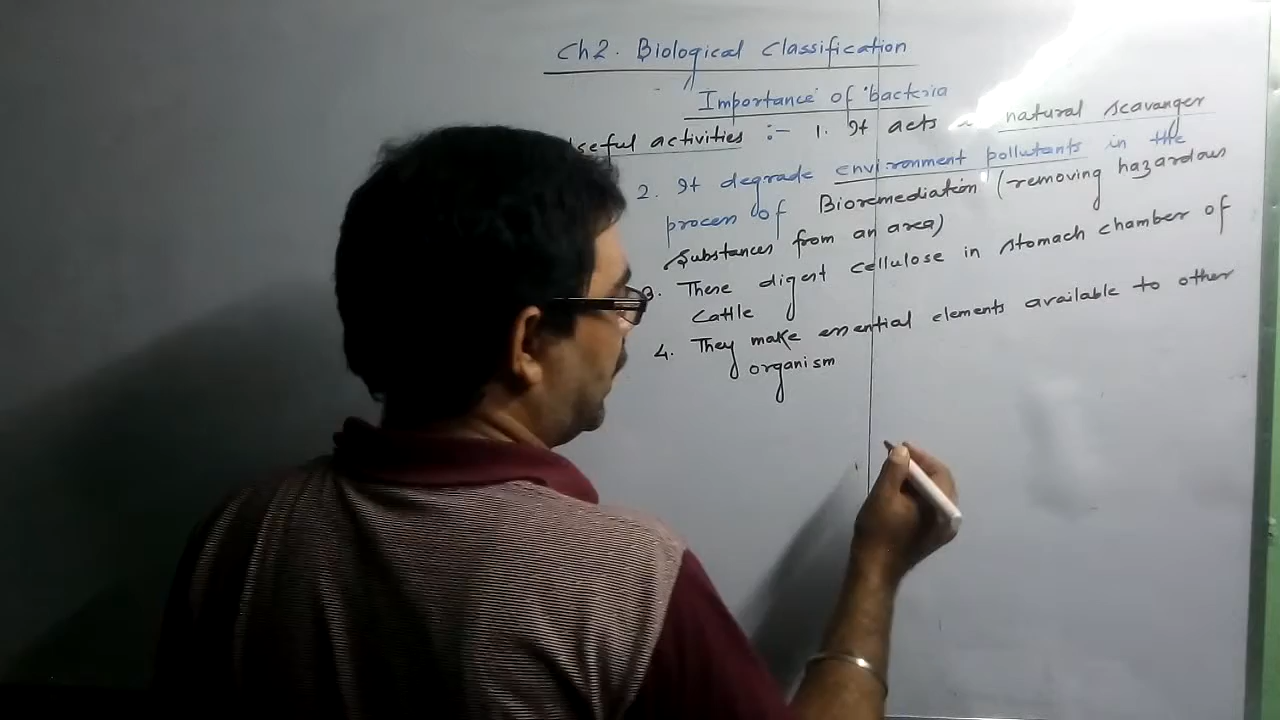 Ch2. Biological Classification
Importance of bacteria
seful activities :- 1. It acts ~ natural scavanger
2. It degrade environment pollutants in the
process of Bioremediation (removing hazardous
substances from an area)
3. These digest cellulose in stomach chamber of
Cattle
4. They make essential elements available to other
organism